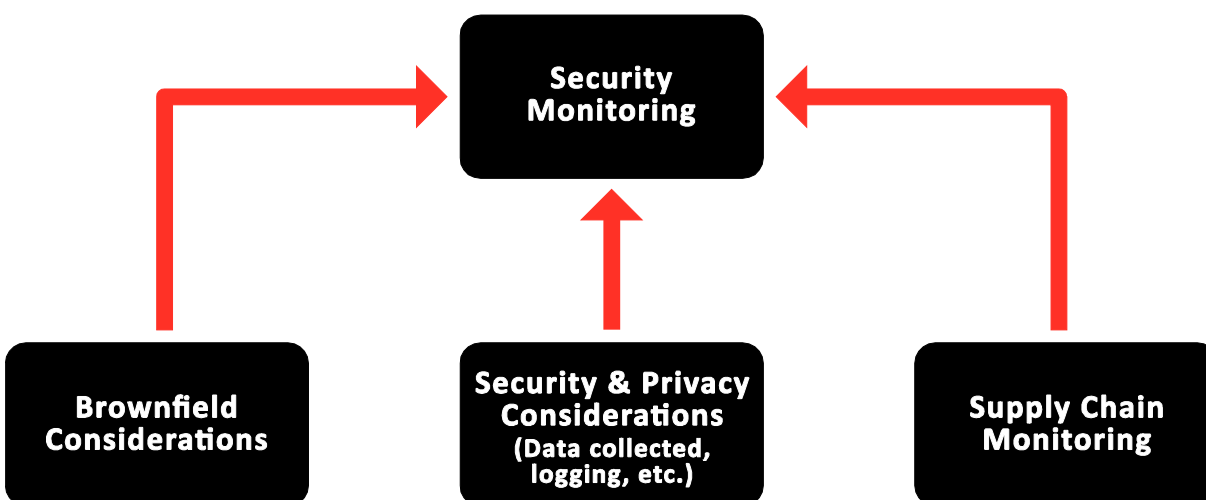 Security
Monitoring
Brownfield
Considerations
Security & Privacy
Considerations
(Data collected,
logging, etc.)
Supply Chain
Monitoring